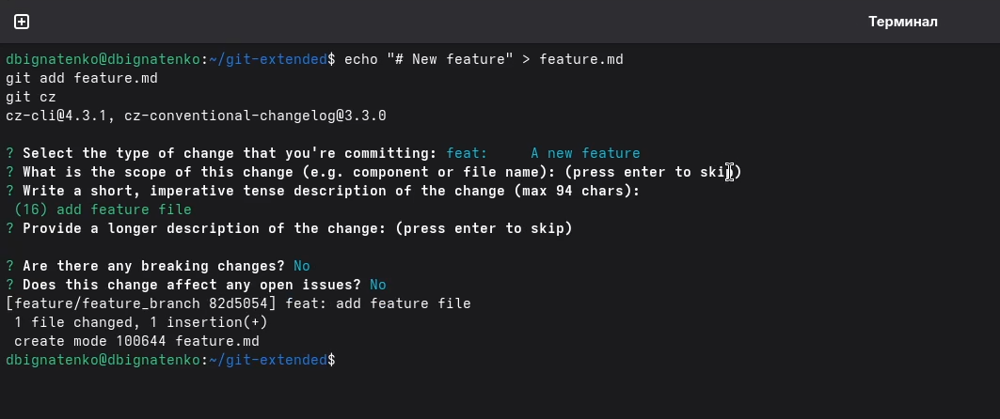 Терминал
dbignatenko@dbignatenko:~/git-extended$ echo "# New feature" > feature.md
git add feature.md
git cz
cz-cli@4.3.1, cz-conventional-changelog@3.3.0
? Select the type of change that you're committing: feat:     A new feature
? What is the scope of this change (e.g. component or file name): (press enter to skip)
? Write a short, imperative tense description of the change (max 94 chars):
 (16) add feature file
? Provide a longer description of the change: (press enter to skip)
? Are there any breaking changes? No
? Does this change affect any open issues? No
[feature/feature_branch 82d5054] feat: add feature file
 1 file changed, 1 insertion(+)
 create mode 100644 feature.md
dbignatenko@dbignatenko:~/git-extended$